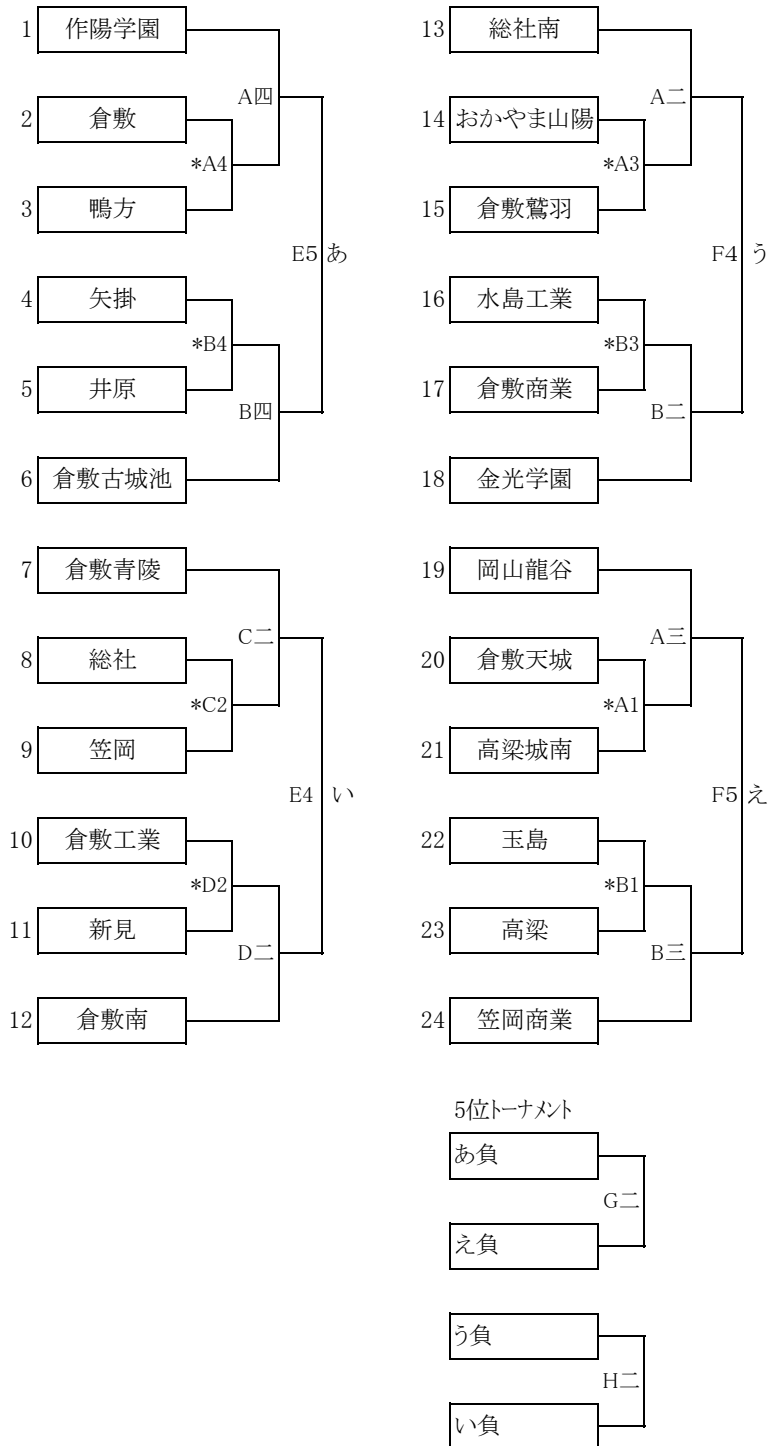 1 作陽学園
A四
2 倉敷
*A4
3 鴨方
E5 あ
4 矢掛
*B4
5 井原
B四
6 倉敷古城池
7 倉敷青陵
C二
8 総社
*C2
9 笠岡
E4 い
10 倉敷工業
*D2
11 新見
D二
12 倉敷南
13 総社南
A二
14 おかやま山陽
*A3
15 倉敷鷲羽
F4 う
16 水島工業
*B3
17 倉敷商業
B二
18 金光学園
19 岡山龍谷
A三
20 倉敷天城
*A1
21 高梁城南
F5 え
22 玉島
*B1
23 高梁
B三
24 笠岡商業
5位トーナメント
あ負
G二
え負
う負
H二
い負